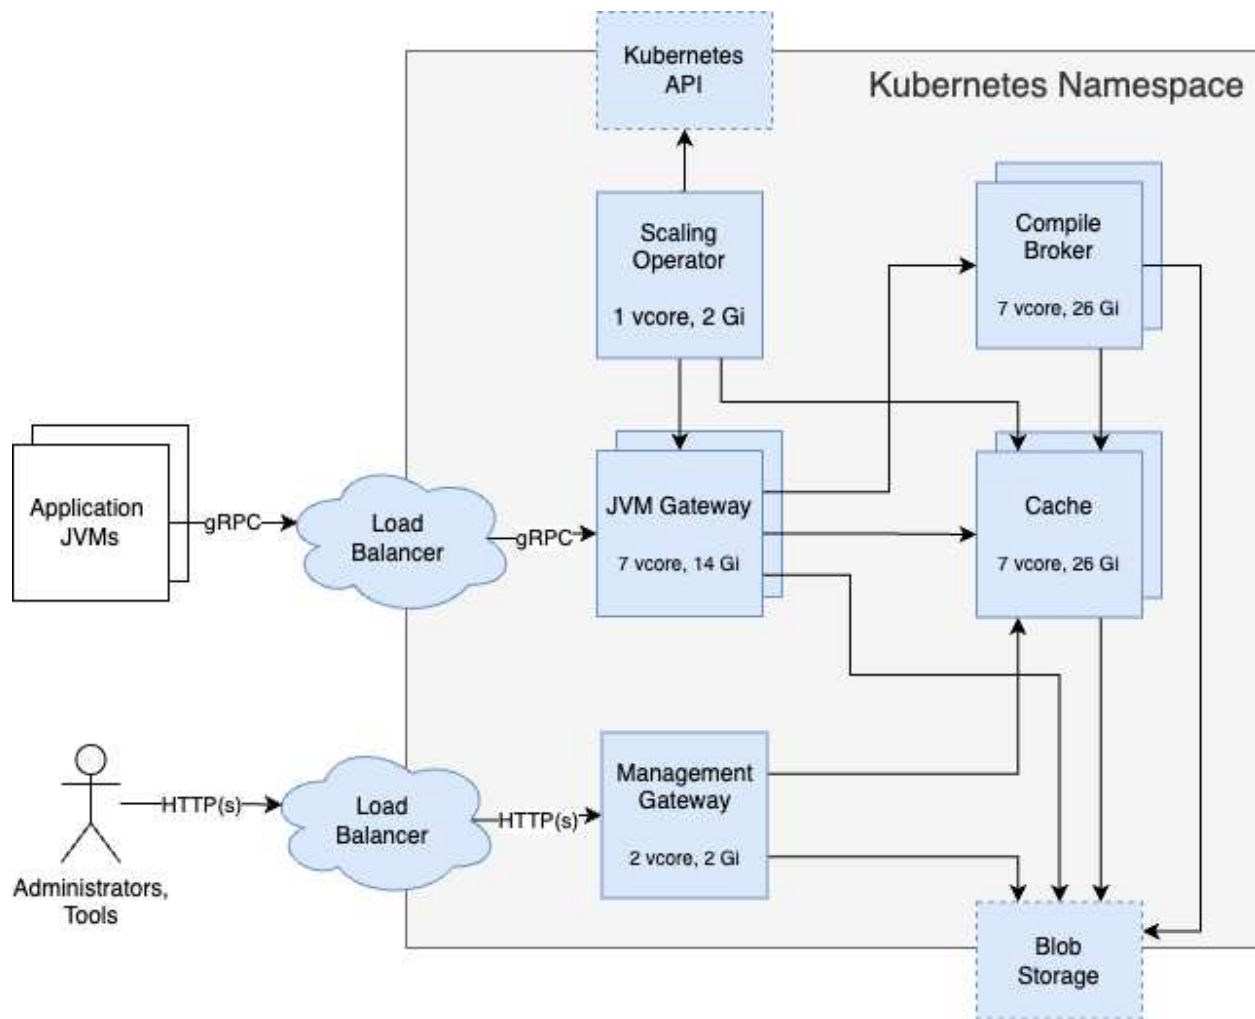 Kubernetes
API
Kubernetes Namespace
Scaling
Operator
1 vcore, 2 Gi
Compile
Broker
7 vcore, 26 Gi
Application
JVMs
gRPC
Load
Balancer
gRPC
JVM Gateway
7 vcore, 14 Gi
Cache
7 vcore, 26 Gi
Administrators,
Tools
HTTP(s)
Load
Balancer
HTTP(s)
Management
Gateway
2 vcore, 2 Gi
Blob
Storage